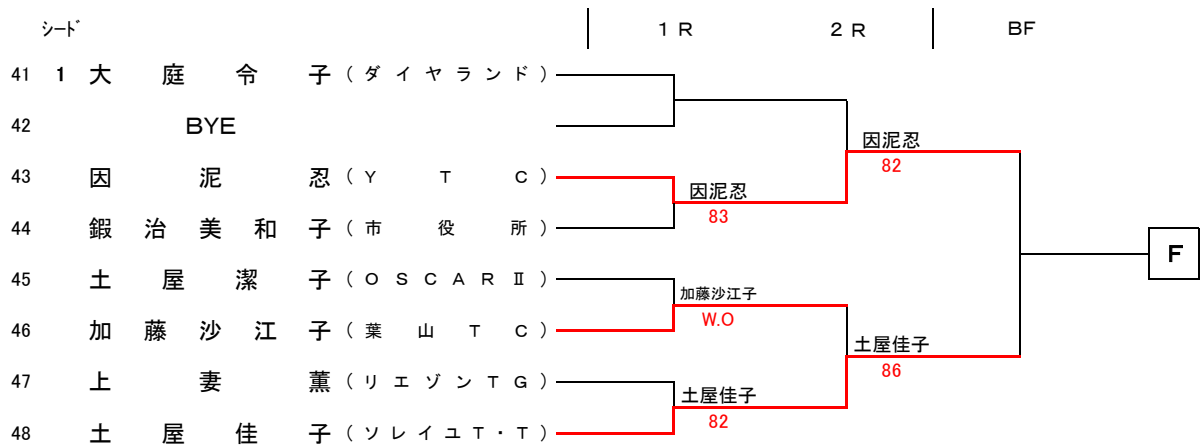 シード 1R 2R BF
41 1 大庭令子(ダイヤランド)
42 BYE
因泥忍
43 因泥忍(YTC) 82
因泥忍
83
44 鍜治美和子(市役所)
F
45 土屋潔子(OSCARⅡ)
加藤沙江子
46 加藤沙江子(葉山TC) W.O
土屋佳子
86
47 上妻薫(リエゾンTG)
土屋佳子
82
48 土屋佳子(ソレイユT・T)